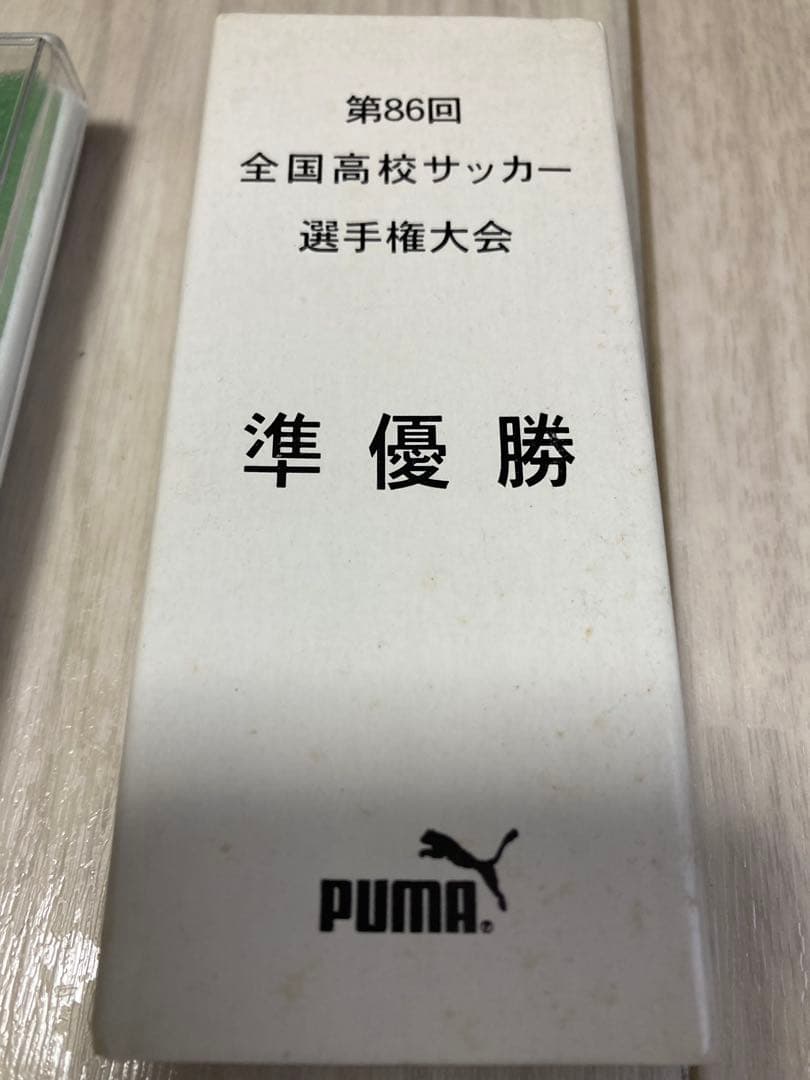 第86回
全国高校サッカー
選手権大会
準優勝
PUMA®